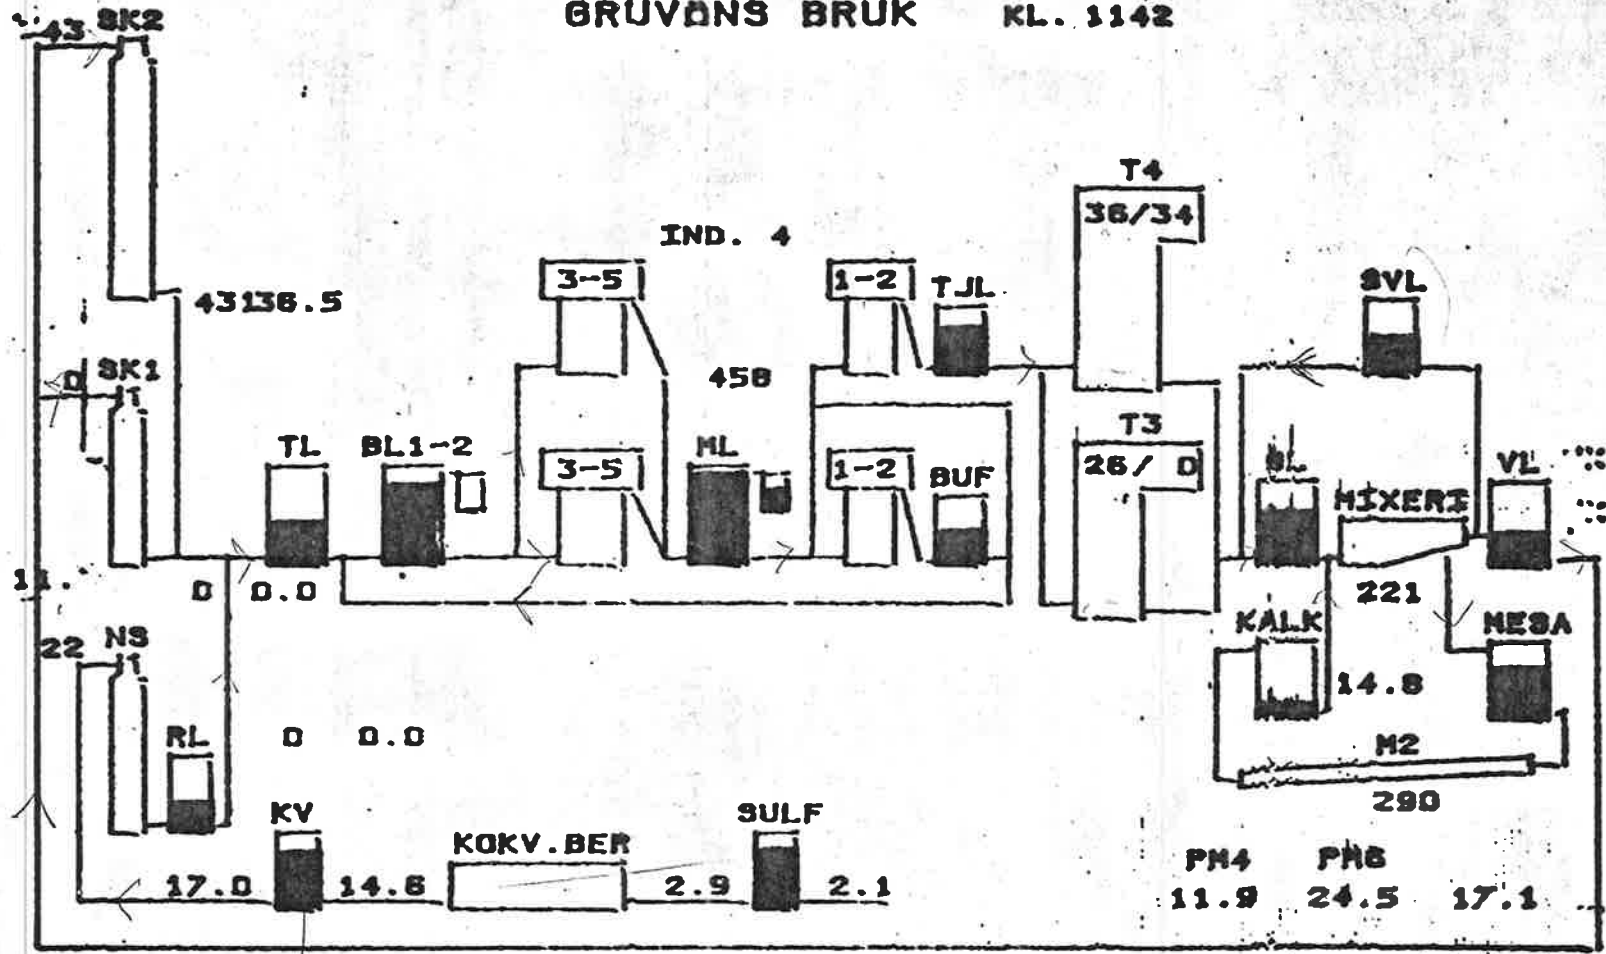 GRUVÖNS BRUK KL. 1142
43 SK2
T4
36/34
IND. 4
3-5
1-2
TJL
SVL
43136.5
D SK1
458
T3
TL
BL1-2
3-5
ML
1-2
BUF
26/ 0
VL
MIXERI
0 0.0
221
22 NS
KALK
MESA
14.8
RL
0 0.0
M2
290
KV
KOKV.BER
SULF
PM4 PM6
17.0
14.6
2.9
2.1
11.9 24.5 17.1